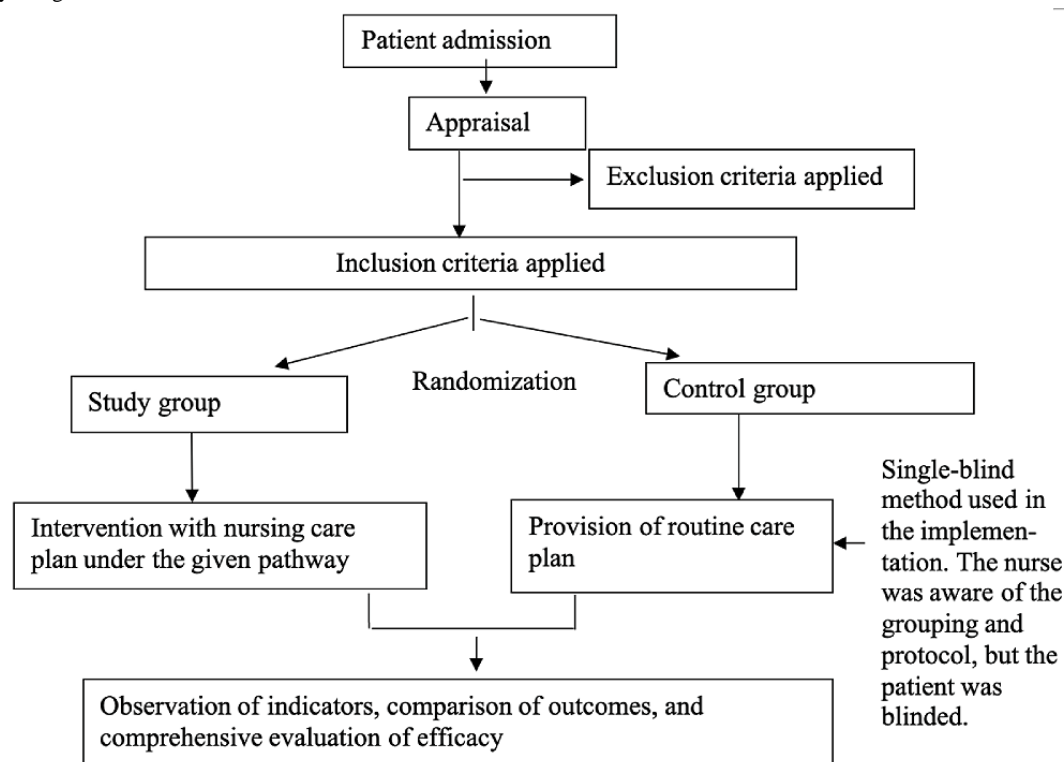 Patient admission
Appraisal
Exclusion criteria applied
Inclusion criteria applied
Randomization
Study group
Control group
Intervention with nursing care
plan under the given pathway
Provision of routine care
plan
Single-blind
method used in
the implemen-
tation. The nurse
was aware of the
grouping and
protocol, but the
patient was
blinded.
Observation of indicators, comparison of outcomes, and
comprehensive evaluation of efficacy